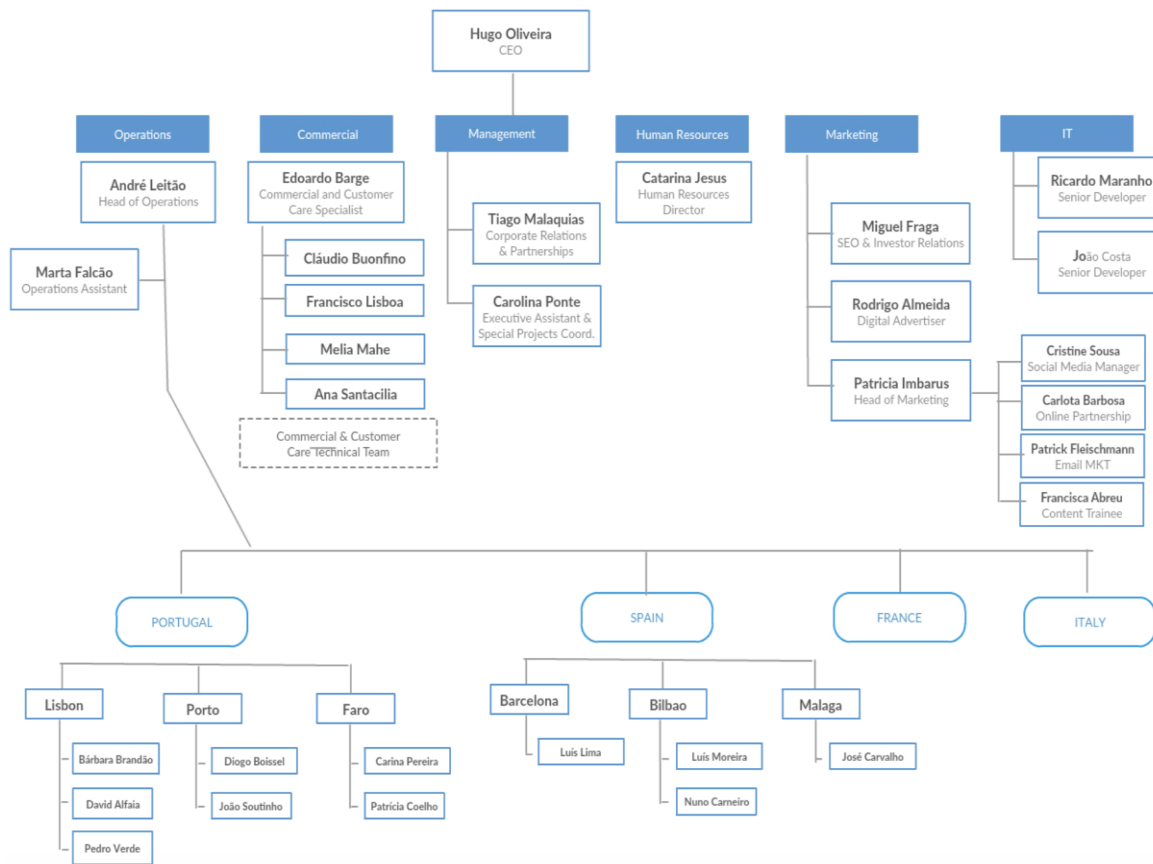 Hugo Oliveira
CEO
Operations
Commercial
Management
Human Resources
Marketing
IT
André Leitão
Head of Operations
Marta Falcão
Operations Assistant
Edoardo Barge
Commercial and Customer
Care Specialist
Cláudio Buonfino
Francisco Lisboa
Melia Mahe
Ana Santacilia
Commercial & Customer
Care Technical Team
Tiago Malaquias
Corporate Relations
& Partnerships
Carolina Ponte
Executive Assistant &
Special Projects Coord.
Catarina Jesus
Human Resources
Director
Miguel Fraga
SEO & Investor Relations
Rodrigo Almeida
Digital Advertiser
Patricia Imbarus
Head of Marketing
Ricardo Maranho
Senior Developer
João Costa
Senior Developer
Cristine Sousa
Social Media Manager
Carlota Barbosa
Online Partnership
Patrick Fleischmann
Email MKT
Francisca Abreu
Content Trainee
PORTUGAL
SPAIN
FRANCE
ITALY
Lisbon
Bárbara Brandão
David Alfaia
Pedro Verde
Porto
Diogo Boissel
João Soutinho
Faro
Carina Pereira
Patrícia Coelho
Barcelona
Luís Lima
Bilbao
Luís Moreira
Nuno Carneiro
Malaga
José Carvalho